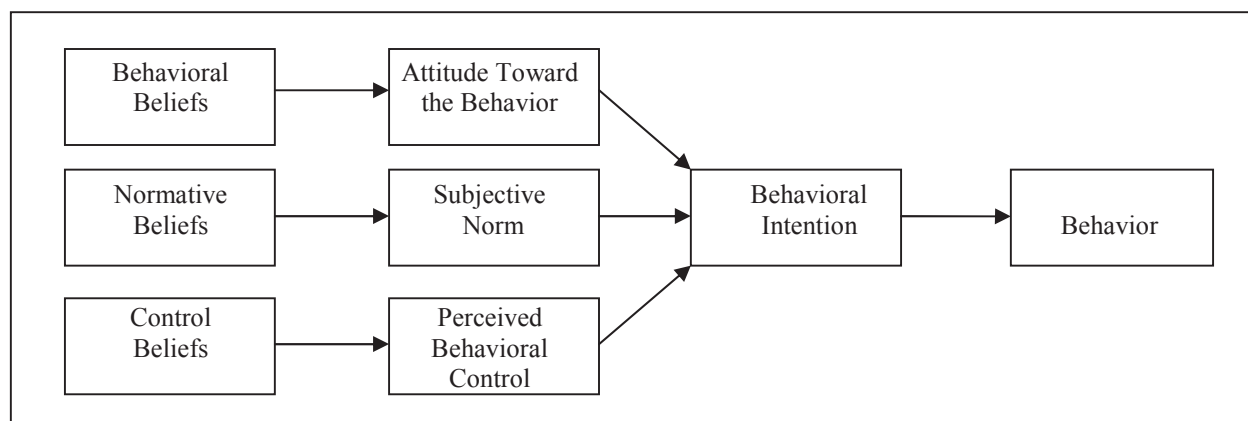 Behavioral
Beliefs
Attitude Toward
the Behavior
Normative
Beliefs
Subjective
Norm
Behavioral
Intention
Behavior
Control
Beliefs
Perceived
Behavioral
Control